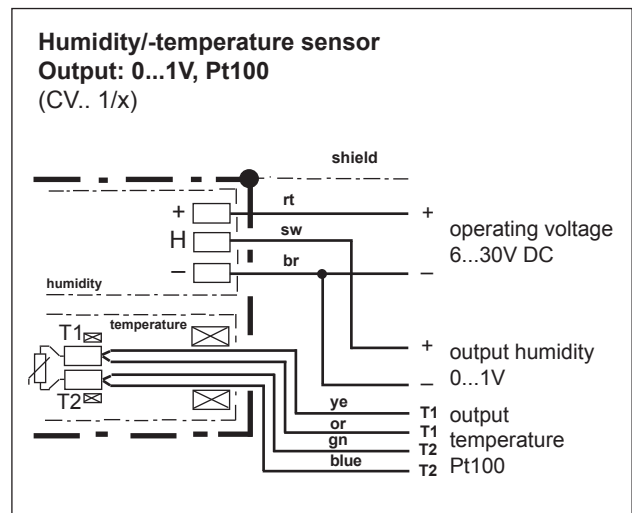 Humidity/-temperature sensor
Output: 0...1V, Pt100
(CV.. 1/x)
shield
rt
+
+
operating voltage
6...30V DC
H
sw
–
br
–
humidity
temperature
T1
+
output humidity
0...1V
–
T2
ye
T1
output
or
T1
temperature
gn
T2
Pt100
blue
T2